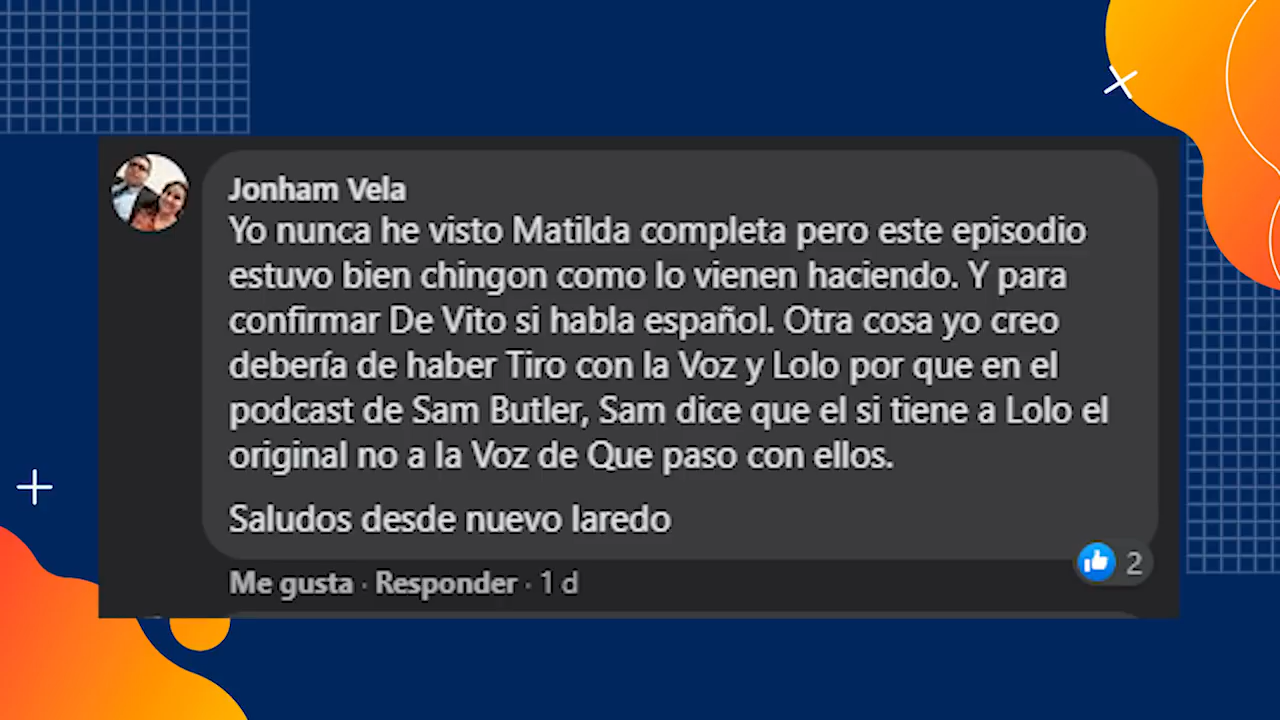 Jonham Vela
Yo nunca he visto Matilda completa pero este episodio
estuvo bien chingon como lo vienen haciendo. Y para
confirmar De Vito si habla español. Otra cosa yo creo
debería de haber Tiro con la Voz y Lolo por que en el
podcast de Sam Butler, Sam dice que el si tiene a Lolo el
original no a la Voz de Que paso con ellos.
Saludos desde nuevo laredo
2
Me gusta · Responder · 1 d